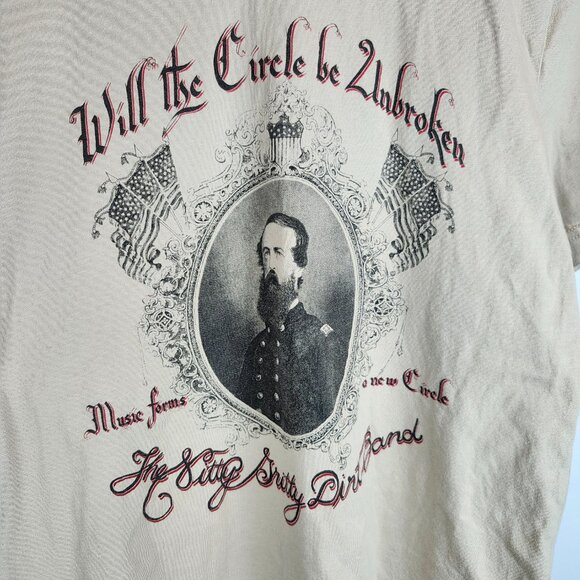 Will the Circle be Unbroken
Music forms a new Circle
The Nitty Gritty Dirt Band